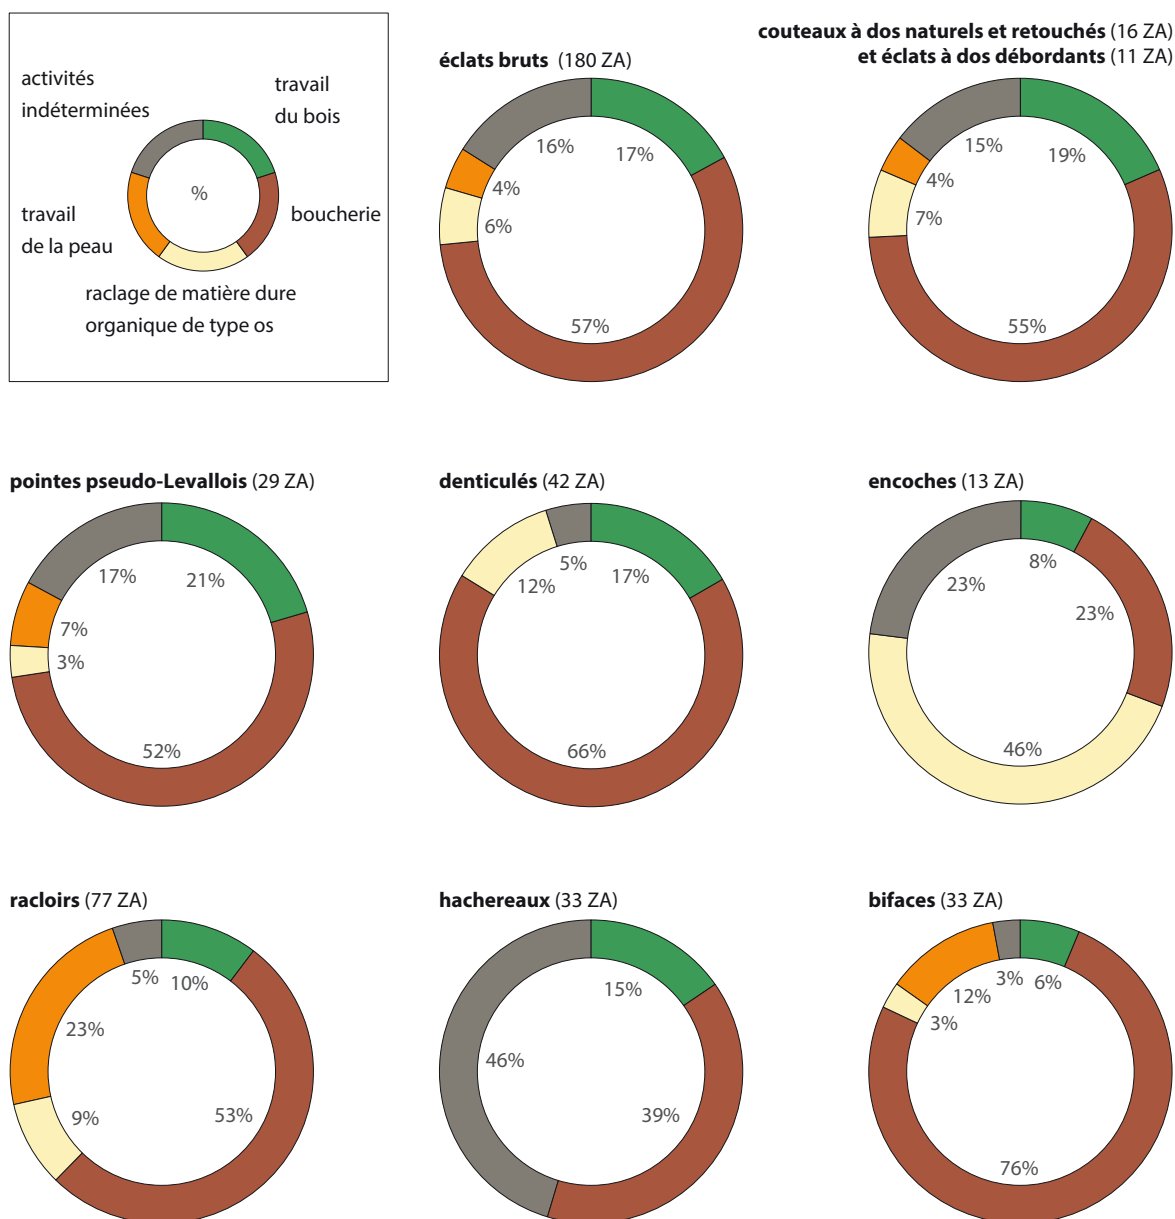 activités
indéterminées
travail
du bois
%
travail
de la peau
boucherie
raclage de matière dure
organique de type os
éclats bruts (180 ZA)
16%
17%
4%
6%
57%
couteaux à dos naturels et retouchés (16 ZA)
et éclats à dos débordants (11 ZA)
15%
19%
4%
7%
55%
pointes pseudo-Levallois (29 ZA)
17%
21%
7%
3%
52%
denticulés (42 ZA)
5%
17%
12%
66%
encoches (13 ZA)
8%
23%
23%
46%
racloirs (77 ZA)
5%
10%
23%
9%
53%
hachereaux (33 ZA)
15%
46%
39%
bifaces (33 ZA)
3%
6%
12%
3%
76%